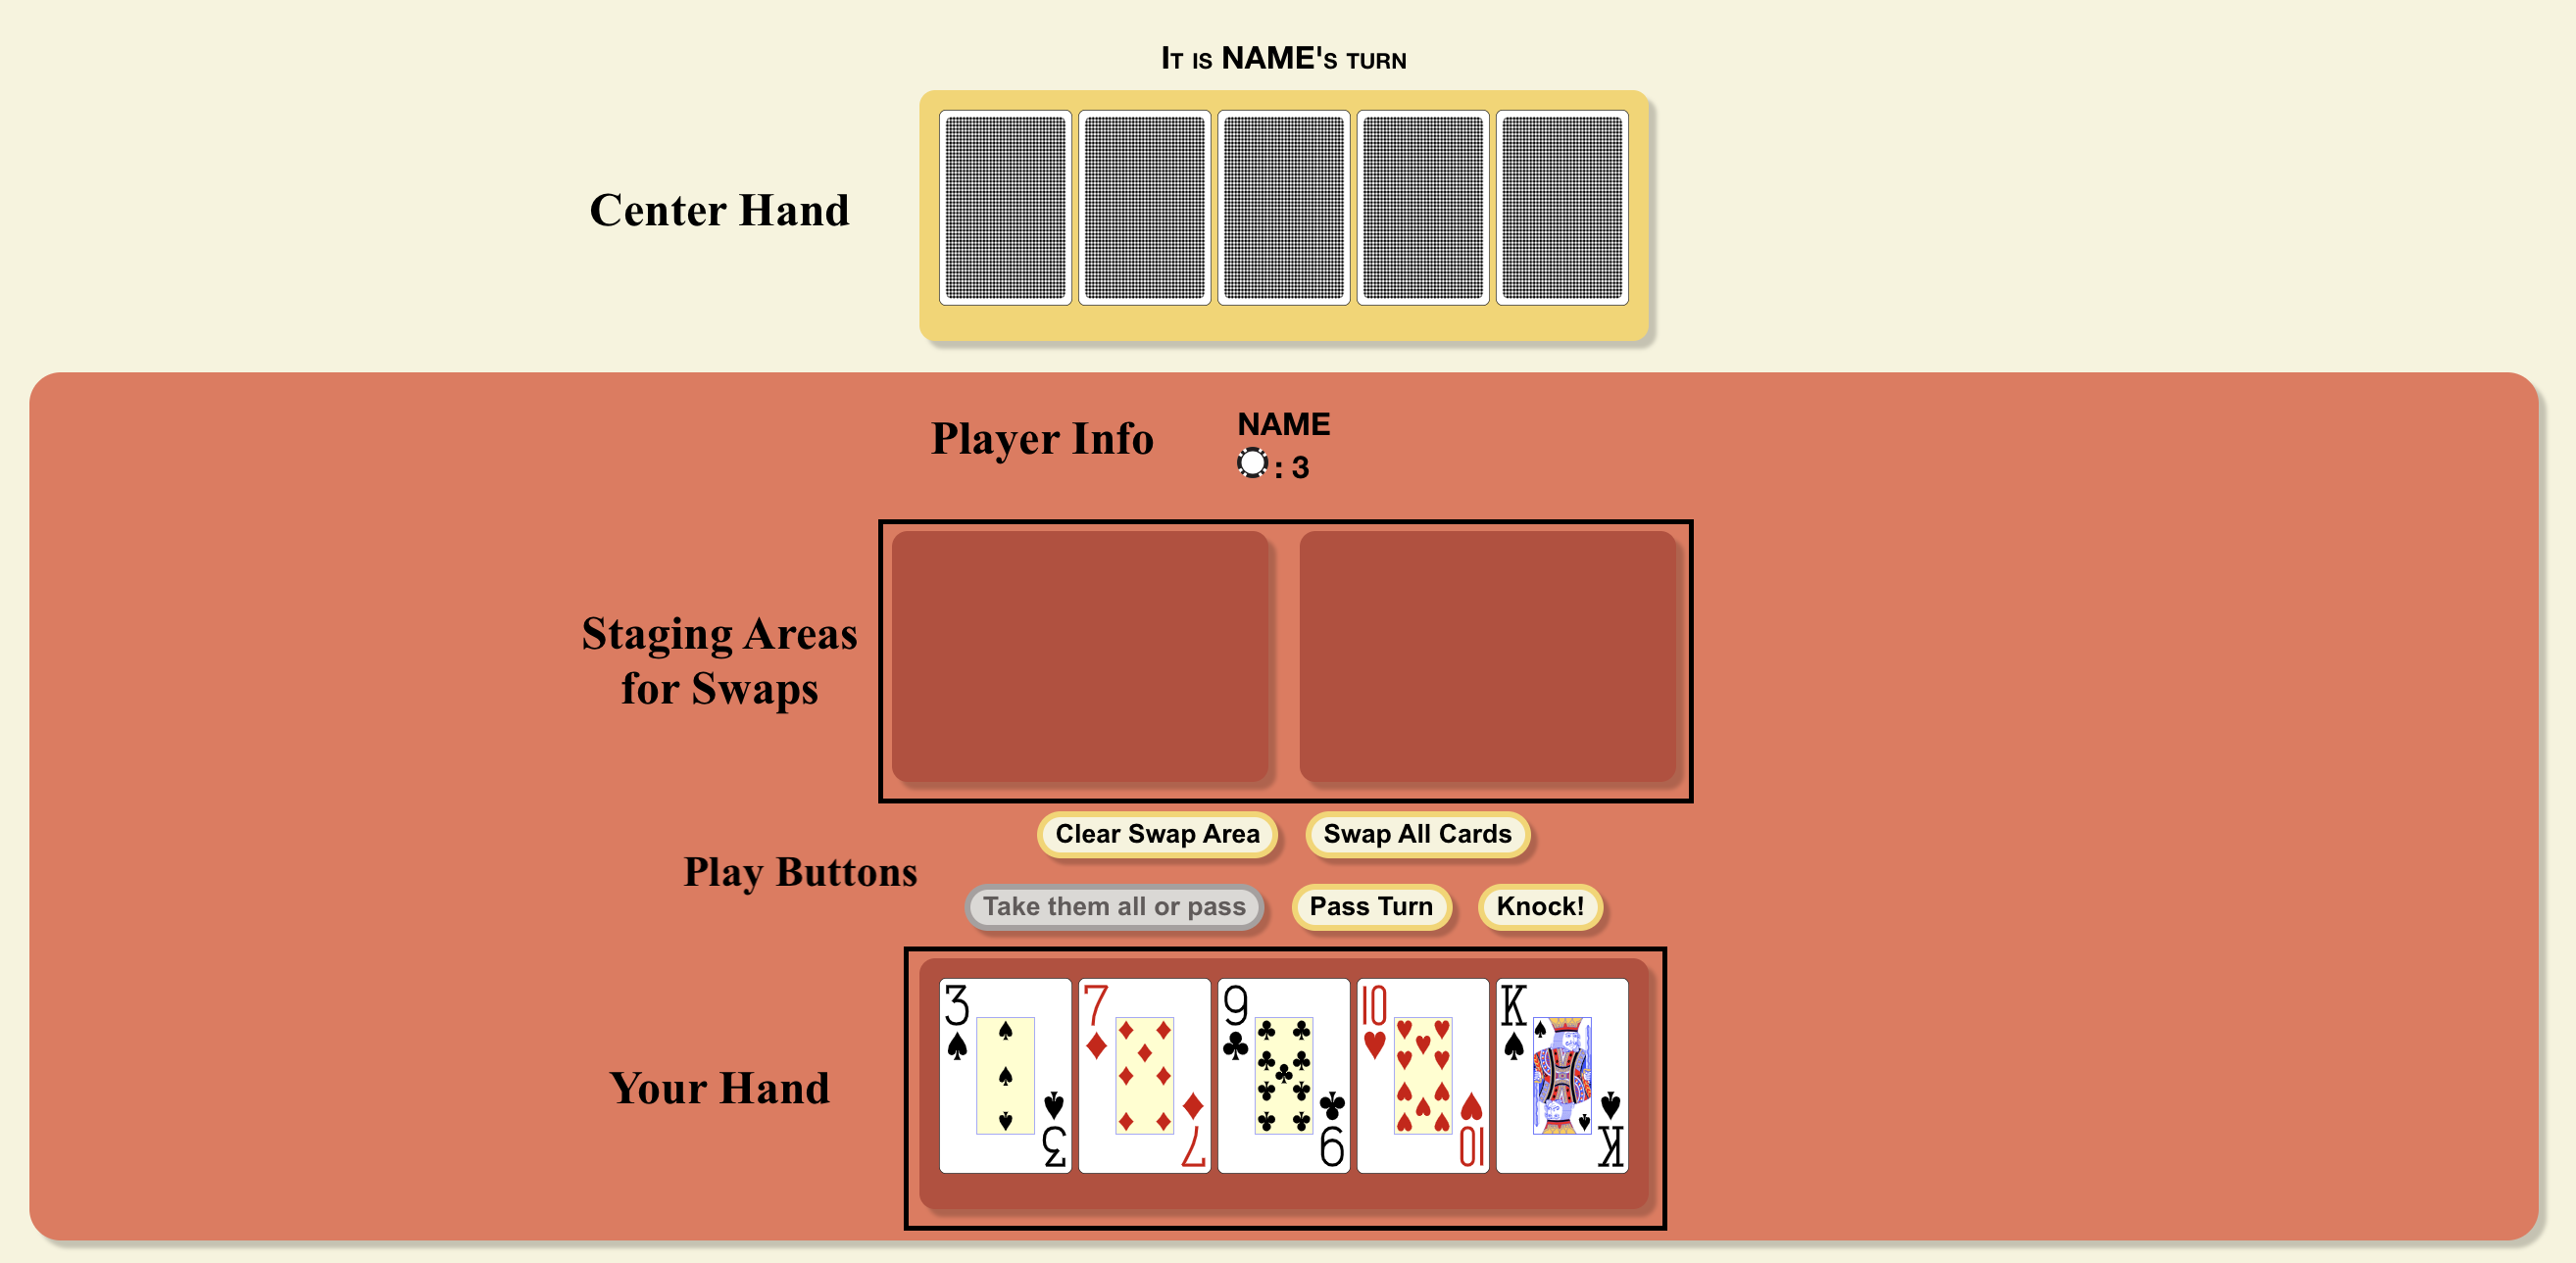 It is NAME's turn
Center Hand
Player Info
NAME
: 3
Staging Areas
for Swaps
Clear Swap Area
Swap All Cards
Play Buttons
Take them all or pass
Pass Turn
Knock!
Your Hand
3
3
7
7
9
9
10
10
K
K